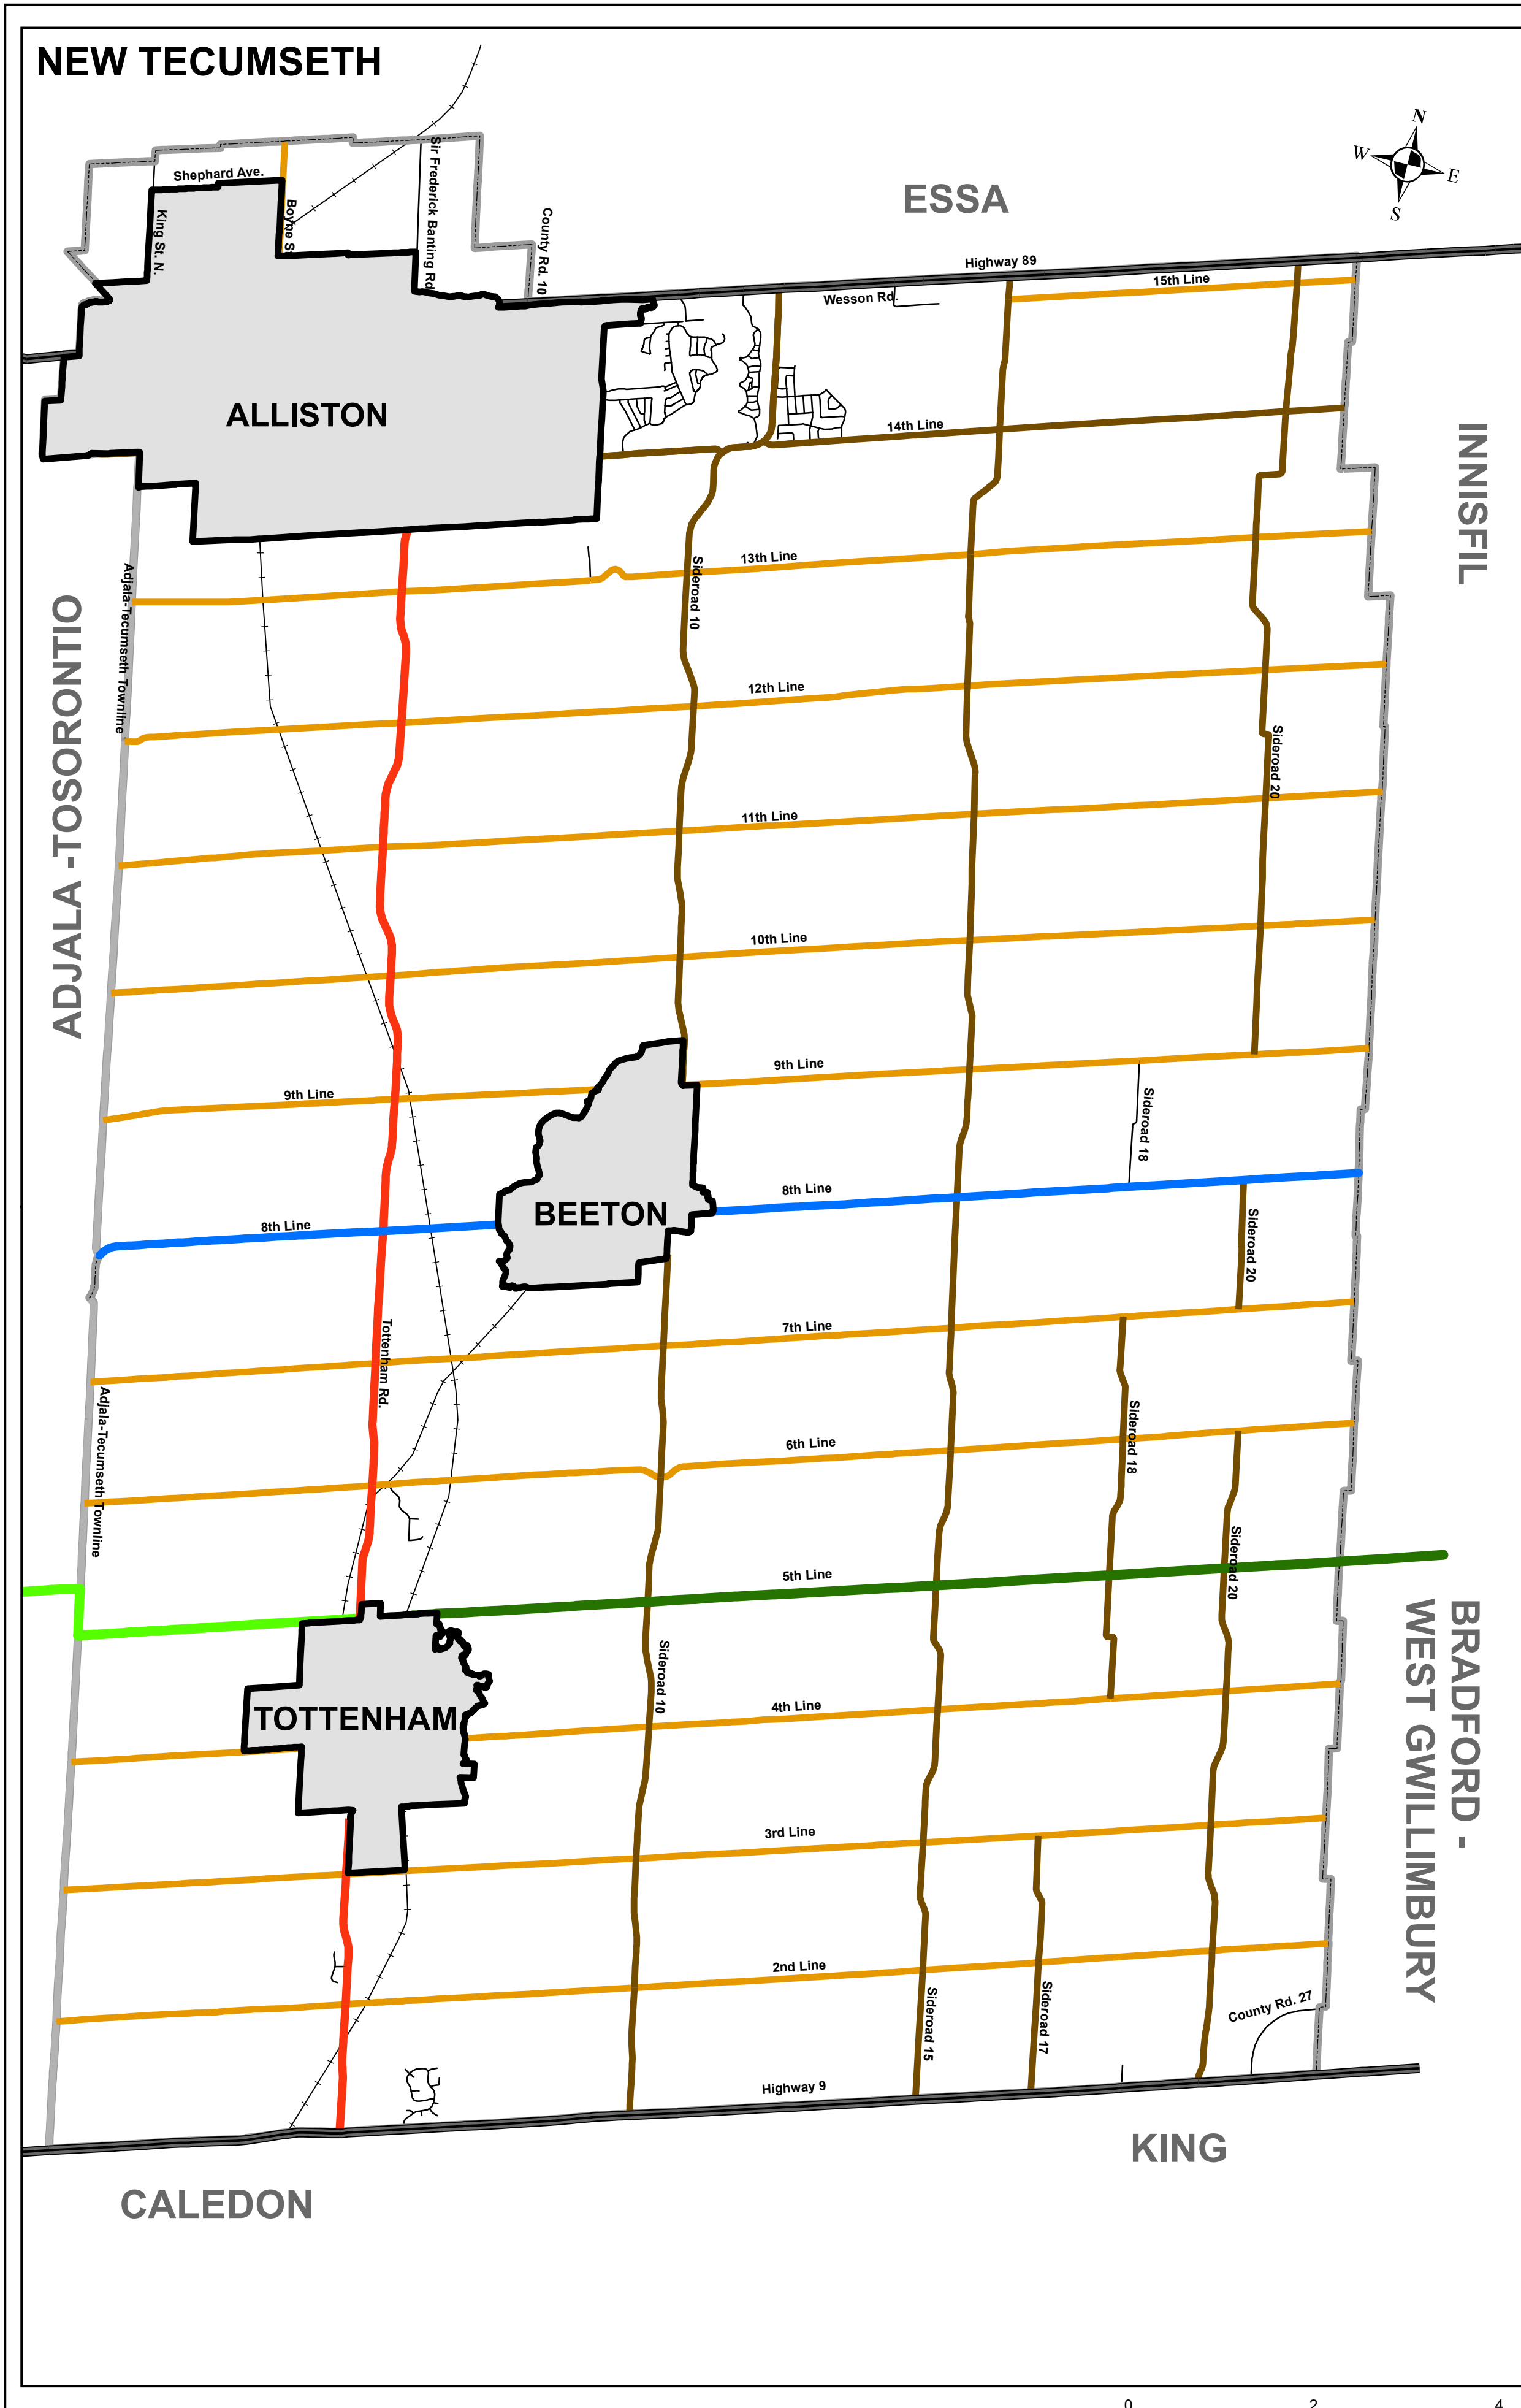 NEW TECUMSETH
N
W
E
S
ESSA
Shephard Ave.
King St. N.
Boyne S
Sir Frederick Banting Rd
County Rd. 10
Highway 89
15th Line
Wesson Rd.
ALLISTON
14th Line
INNISFIL
13th Line
Sideroad 10
Adjala-Tecumseth Townline
ADJALA -TOSORONTIO
12th Line
Sideroad 20
11th Line
10th Line
9th Line
9th Line
Sideroad 18
8th Line
BEETON
8th Line
Sideroad 20
Tottenham Rd.
7th Line
Adjala-Tecumseth Townline
6th Line
Sideroad 18
Sideroad 20
5th Line
BRADFORD -
WEST GWILLIMBURY
Sideroad 10
TOTTENHAM
4th Line
3rd Line
2nd Line
Sideroad 15
Sideroad 17
County Rd. 27
Highway 9
KING
CALEDON
0 2 4